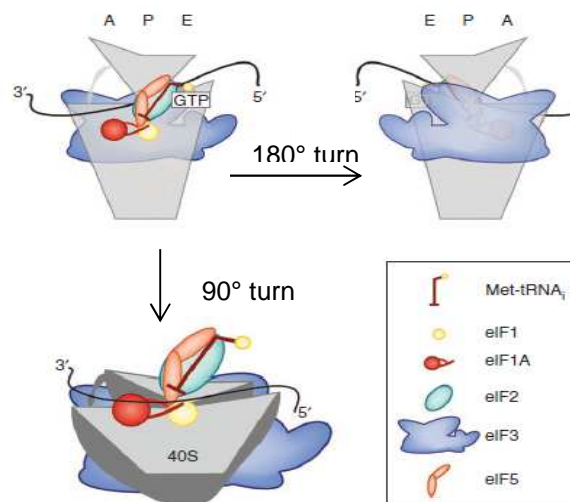 A P E
E P A
3′
GTP
5′
5′
3′
180° turn
90° turn
3′
5′
40S
Met-tRNAi
eIF1
eIF1A
eIF2
eIF3
eIF5